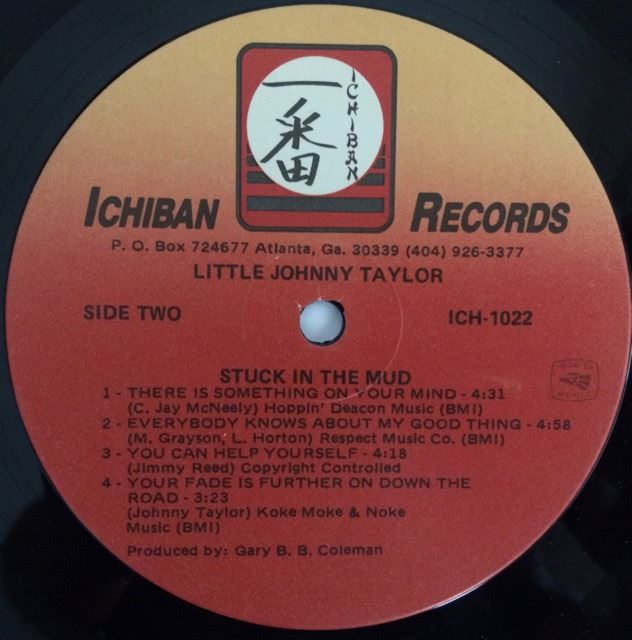 一番
ICHIBAN
ICHIBAN RECORDS
P. O. Box 724677 Atlanta, Ga. 30339 (404) 926-3377
LITTLE JOHNNY TAYLOR
SIDE TWO
ICH-1022
STUCK IN THE MUD
1 - THERE IS SOMETHING ON YOUR MIND - 4:31
(C. Jay McNeely) Hoppin' Deacon Music (BMI)
2 - EVERYBODY KNOWS ABOUT MY GOOD THING - 4:58
(M. Grayson, L. Horton) Respect Music Co. (BMI)
3 - YOU CAN HELP YOURSELF - 4:18
(Jimmy Reed) Copyright Controlled
4 - YOUR FADE IS FURTHER ON DOWN THE
ROAD - 3:23
(Johnny Taylor) Koke Moke & Noke
Music (BMI)
Produced by: Gary B. B. Coleman